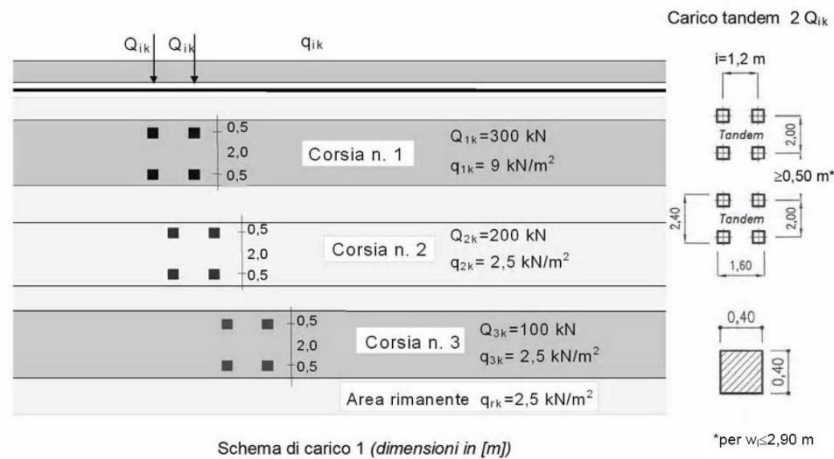 Carico tandem 2 Qik
Qik Qik qik
i=1,2 m
0,5
2,0
0,5
Corsia n. 1
Q1k=300 kN
q1k= 9 kN/m²
Tandem
2,00
≥0,50 m*
0,5
2,0
0,5
Corsia n. 2
Q2k=200 kN
q2k= 2,5 kN/m²
2,40
Tandem
2,00
1,60
0,5
2,0
0,5
Corsia n. 3
Q3k=100 kN
q3k= 2,5 kN/m²
0,40
0,40
Area rimanente qrk=2,5 kN/m²
Schema di carico 1 (dimensioni in [m])
*per wl≤2,90 m